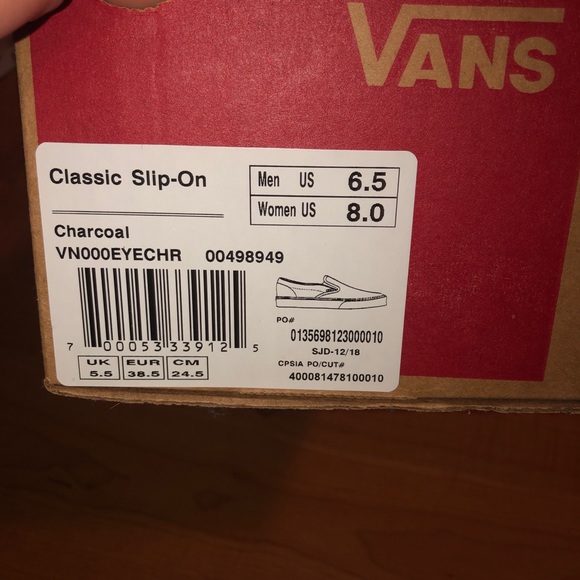 VANS
Classic Slip-On
Men US 6.5
Women US 8.0
Charcoal
VN000EYECHR 00498949
7 00053 33912 5
PO#
0135698123000010
SJD-12/18
CPSIA PO/CUT#
400081478100010
UK EUR CM
5.5 38.5 24.5